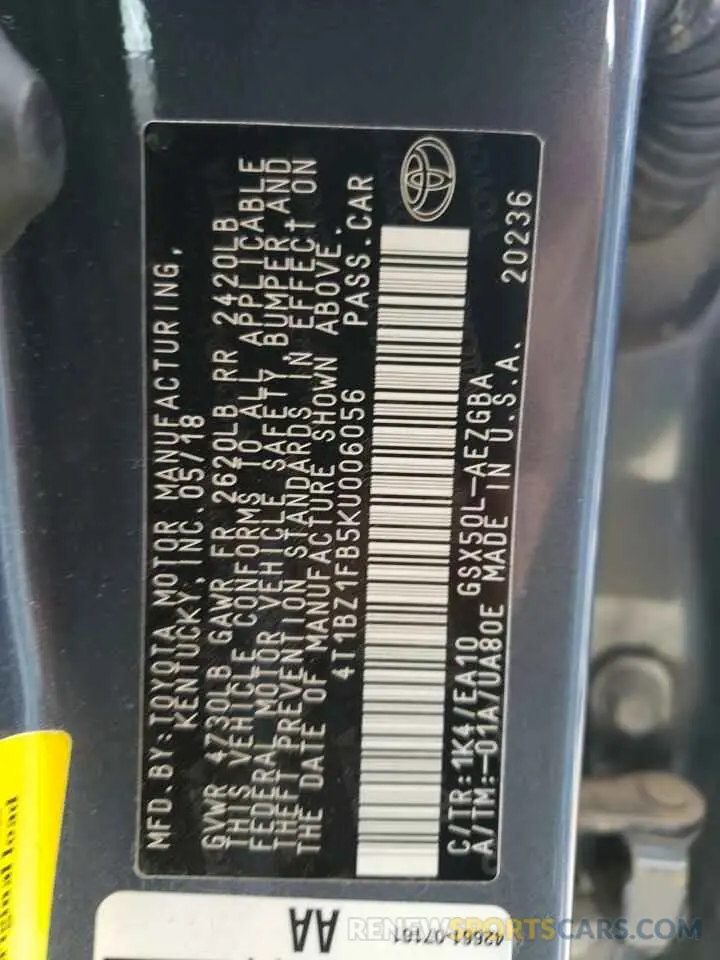 MFD.BY:TOYOTA MOTOR MANUFACTURING,
KENTUCKY,INC.05/18
GVWR 4730LB GAWR FR 2620LB RR 2420LB
THIS VEHICLE CONFORMS TO ALL APPLICABLE
FEDERAL MOTOR VEHICLE SAFETY,BUMPER,AND
THEFT PREVENTION STANDARDS IN EFFECT ON
THE DATE OF MANUFACTURE SHOWN ABOVE.
4T1BZ1FB5KU006056 PASS.CAR
C/TR:1K4/EA10 GSX50L-AEZGBA
A/TM:-01A/UA80E MADE IN U.S.A. 20236
AA
42661-07161
load
RENEWSPORTSCARS.COM